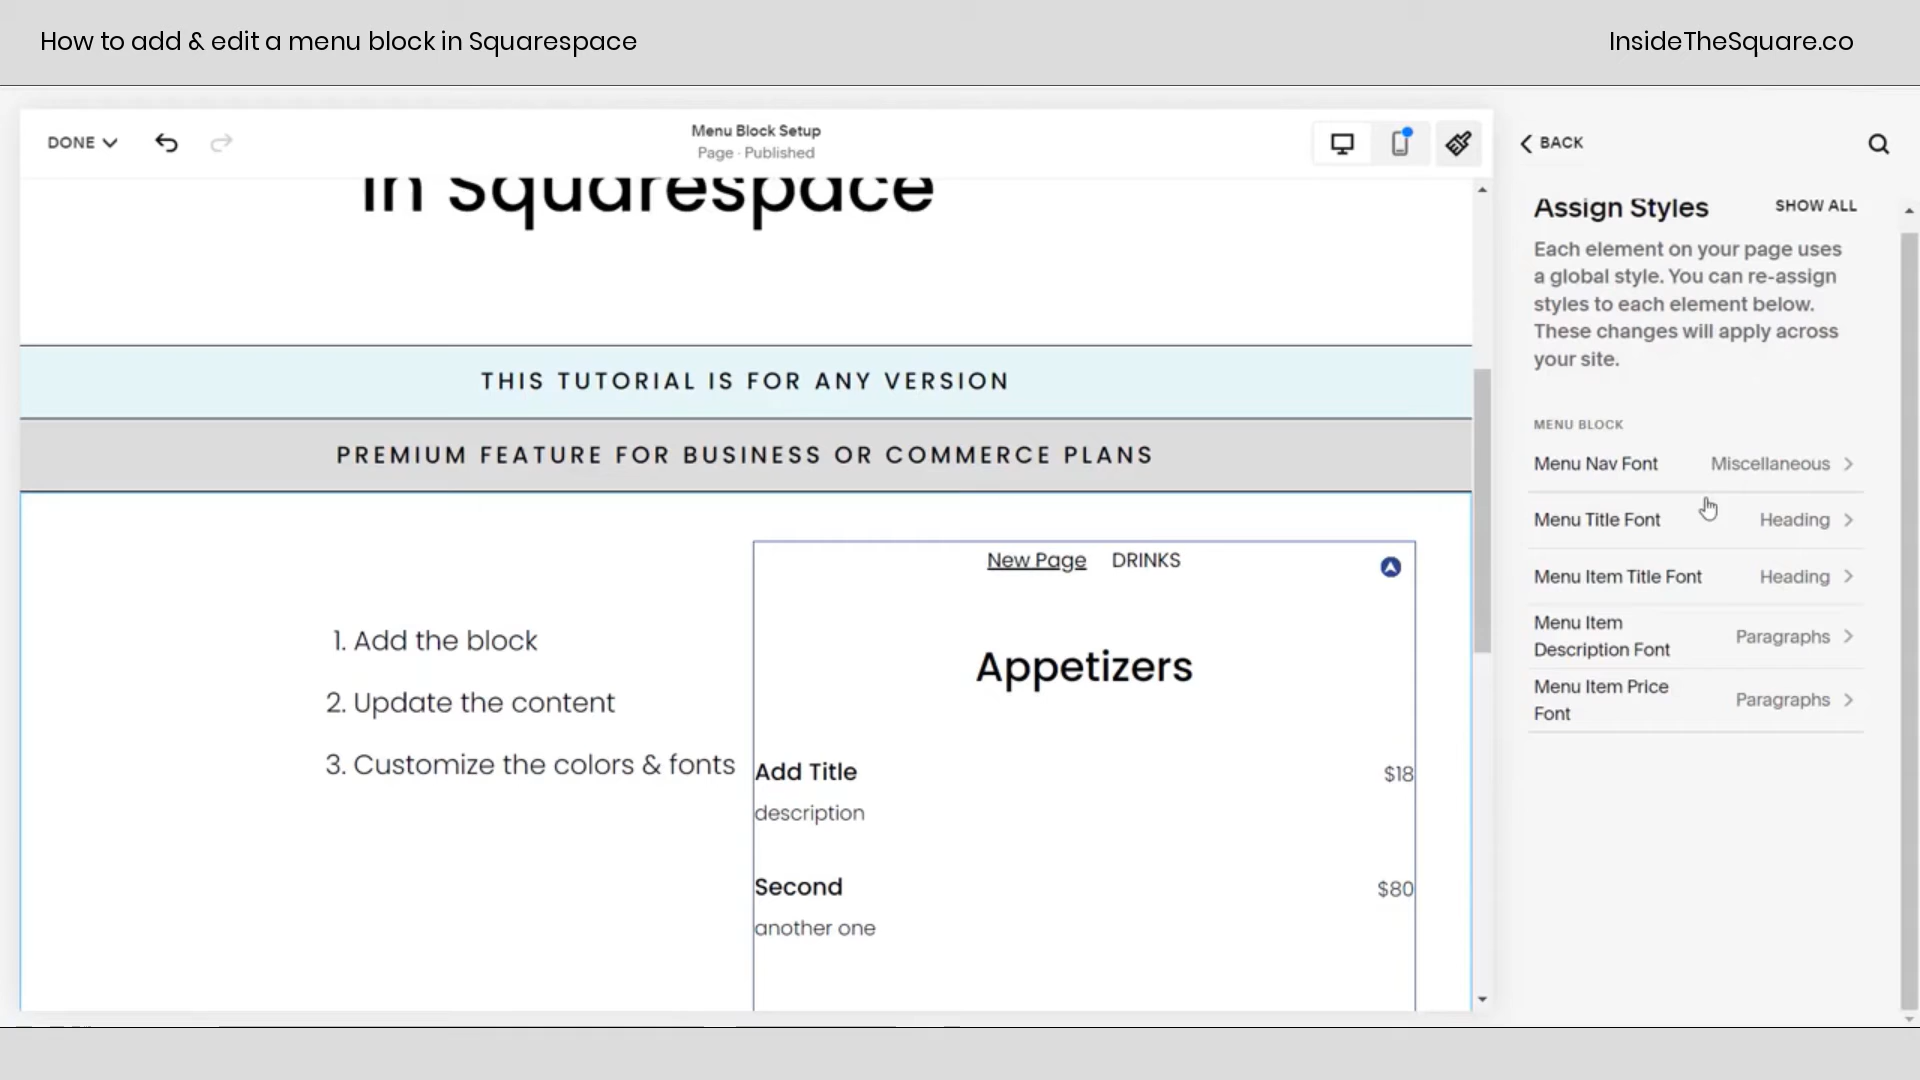 How to add & edit a menu block in Squarespace
InsideTheSquare.co
DONE
Menu Block Setup
Page · Published
BACK
in Squarespace
THIS TUTORIAL IS FOR ANY VERSION
PREMIUM FEATURE FOR BUSINESS OR COMMERCE PLANS
1. Add the block
2. Update the content
3. Customize the colors & fonts
New Page DRINKS
Appetizers
Add Title $18
description
Second $80
another one
Assign Styles SHOW ALL
Each element on your page uses
a global style. You can re-assign
styles to each element below.
These changes will apply across
your site.
MENU BLOCK
Menu Nav Font Miscellaneous
Menu Title Font Heading
Menu Item Title Font Heading
Menu Item
Description Font Paragraphs
Menu Item Price
Font Paragraphs